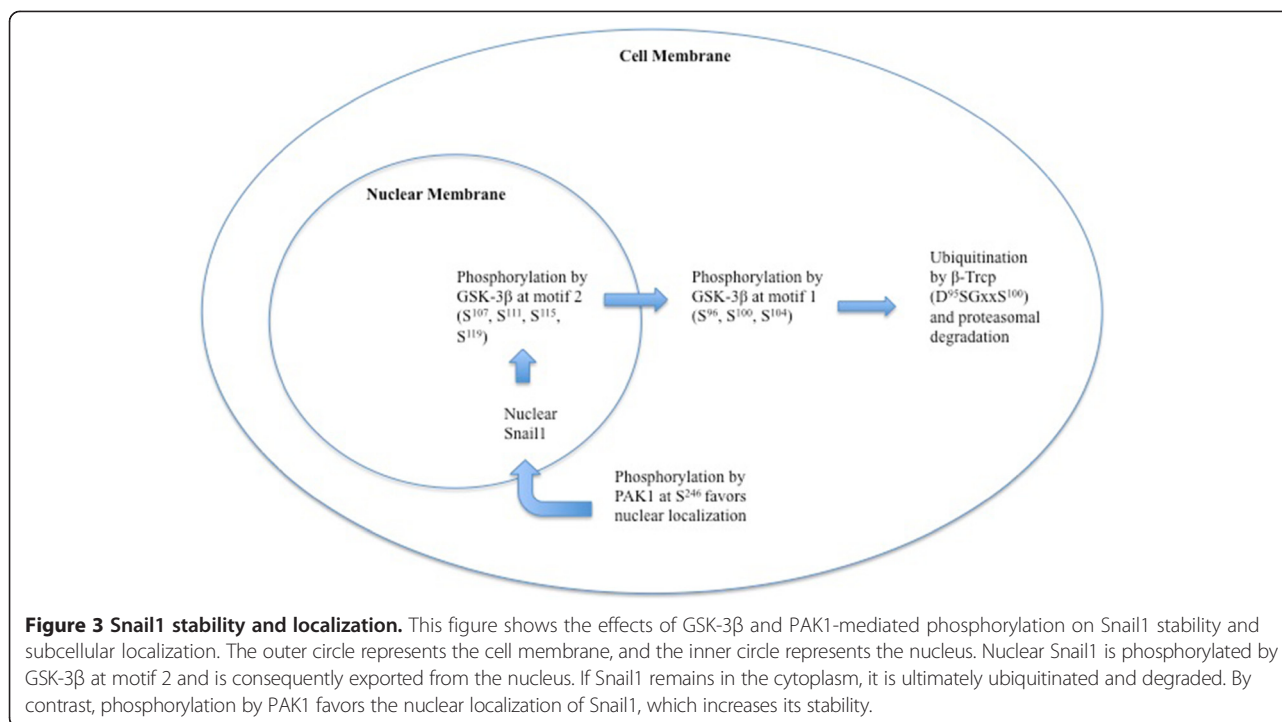 Cell Membrane
Nuclear Membrane
Phosphorylation by
GSK-3β at motif 2
(S¹⁰⁷, S¹¹¹, S¹¹⁵,
S¹¹⁹)
Phosphorylation by
GSK-3β at motif 1
(S⁹⁶, S¹⁰⁰, S¹⁰⁴)
Ubiquitination
by β-Trcp
(D⁹⁵SGxxS¹⁰⁰)
and proteasomal
degradation
Nuclear
Snail1
Phosphorylation by
PAK1 at S²⁴⁶ favors
nuclear localization
Figure 3 Snail1 stability and localization. This figure shows the effects of GSK-3β and PAK1-mediated phosphorylation on Snail1 stability and
subcellular localization. The outer circle represents the cell membrane, and the inner circle represents the nucleus. Nuclear Snail1 is phosphorylated by
GSK-3β at motif 2 and is consequently exported from the nucleus. If Snail1 remains in the cytoplasm, it is ultimately ubiquitinated and degraded. By
contrast, phosphorylation by PAK1 favors the nuclear localization of Snail1, which increases its stability.